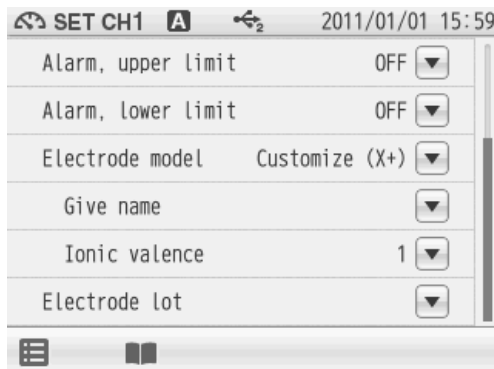 SET CH1 A 2 2011/01/01 15:59
Alarm, upper limit OFF
Alarm, lower limit OFF
Electrode model Customize (X+)
Give name
Ionic valence 1
Electrode lot